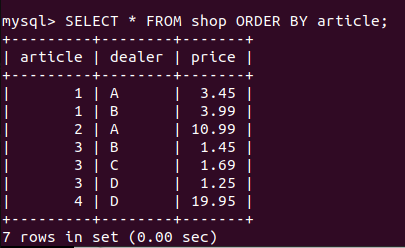 mysql> SELECT * FROM shop ORDER BY article;
+---------+--------+-------+
| article | dealer | price |
+---------+--------+-------+
|       1 | A      |  3.45 |
|       1 | B      |  3.99 |
|       2 | A      | 10.99 |
|       3 | B      |  1.45 |
|       3 | C      |  1.69 |
|       3 | D      |  1.25 |
|       4 | D      | 19.95 |
+---------+--------+-------+
7 rows in set (0.00 sec)